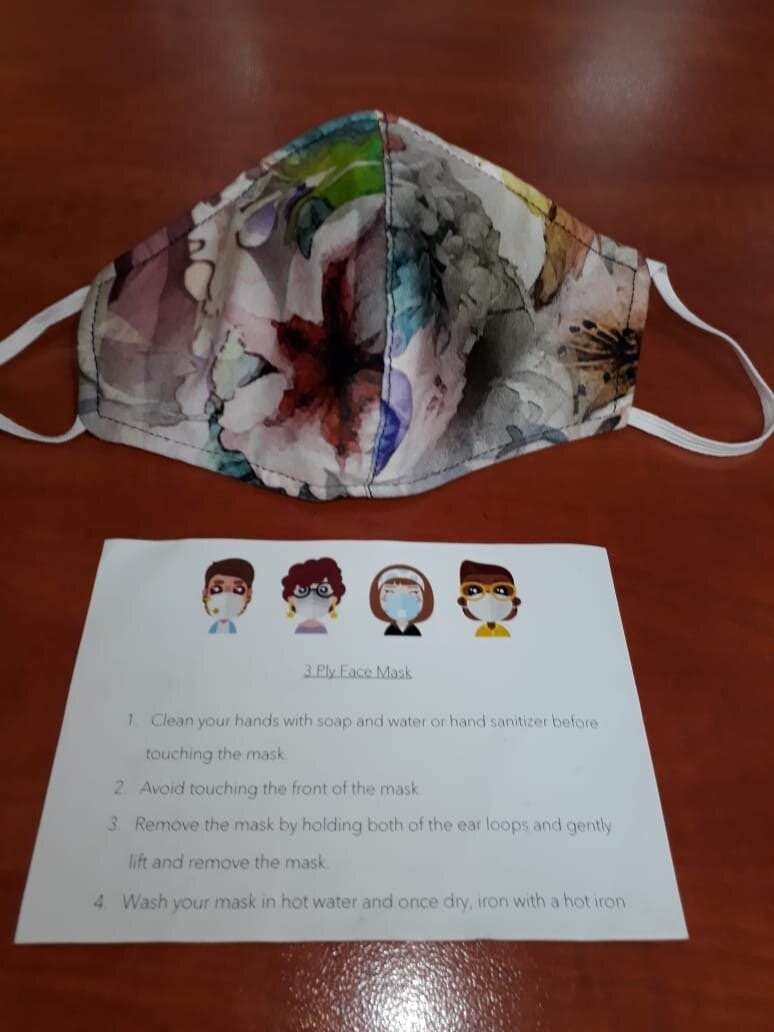 3 Ply Face Mask
1. Clean your hands with soap and water or hand sanitizer before
touching the mask.
2. Avoid touching the front of the mask.
3. Remove the mask by holding both of the ear loops and gently
lift and remove the mask.
4. Wash your mask in hot water and once dry, iron with a hot iron.